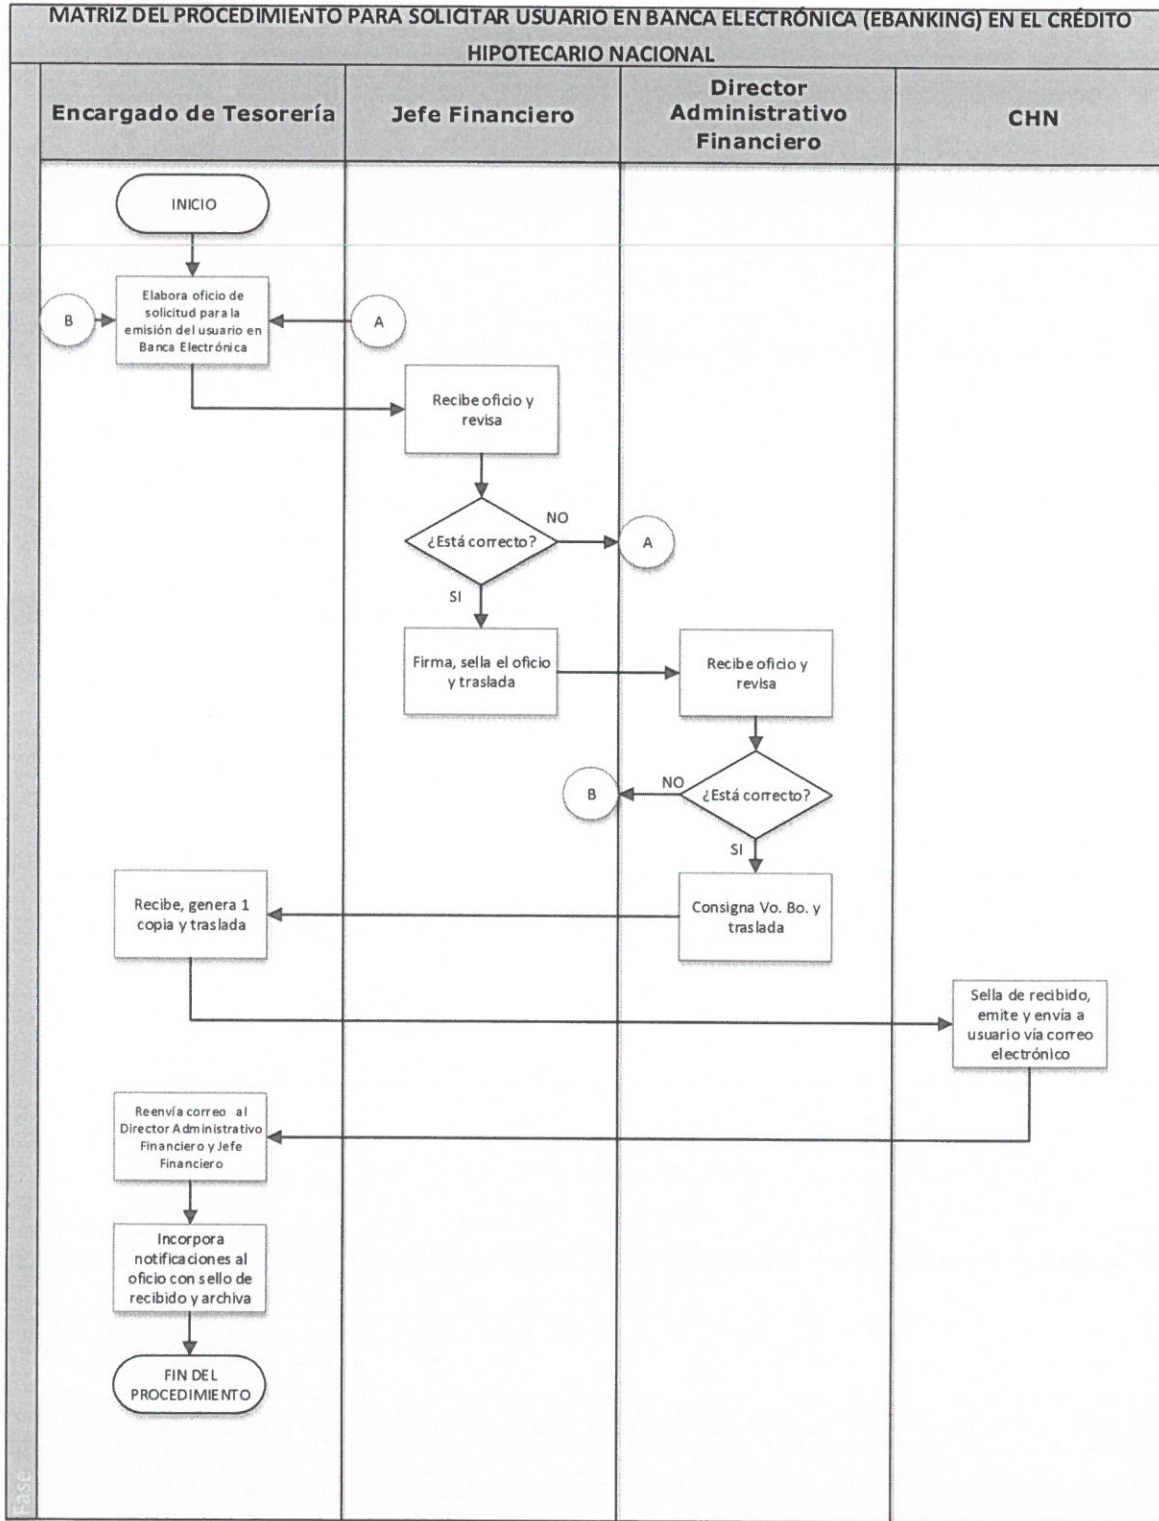 MATRIZ DEL PROCEDIMIENTO PARA SOLICITAR USUARIO EN BANCA ELECTRÓNICA (EBANKING) EN EL CRÉDITO
HIPOTECARIO NACIONAL
Encargado de Tesorería
Jefe Financiero
Director
Administrativo
Financiero
CHN
INICIO
Elabora oficio de
solicitud para la
emisión del usuario en
Banca Electrónica
B
A
Recibe oficio y
revisa
¿Está correcto?
NO
A
SI
Firma, sella el oficio
y traslada
Recibe oficio y
revisa
¿Está correcto?
NO
B
SI
Consigna Vo. Bo. y
traslada
Recibe, genera 1
copia y traslada
Sella de recibido,
emite y envía a
usuario vía correo
electrónico
Reenvía correo al
Director Administrativo
Financiero y Jefe
Financiero
Incorpora
notificaciones al
oficio con sello de
recibido y archiva
FIN DEL
PROCEDIMIENTO
Fase